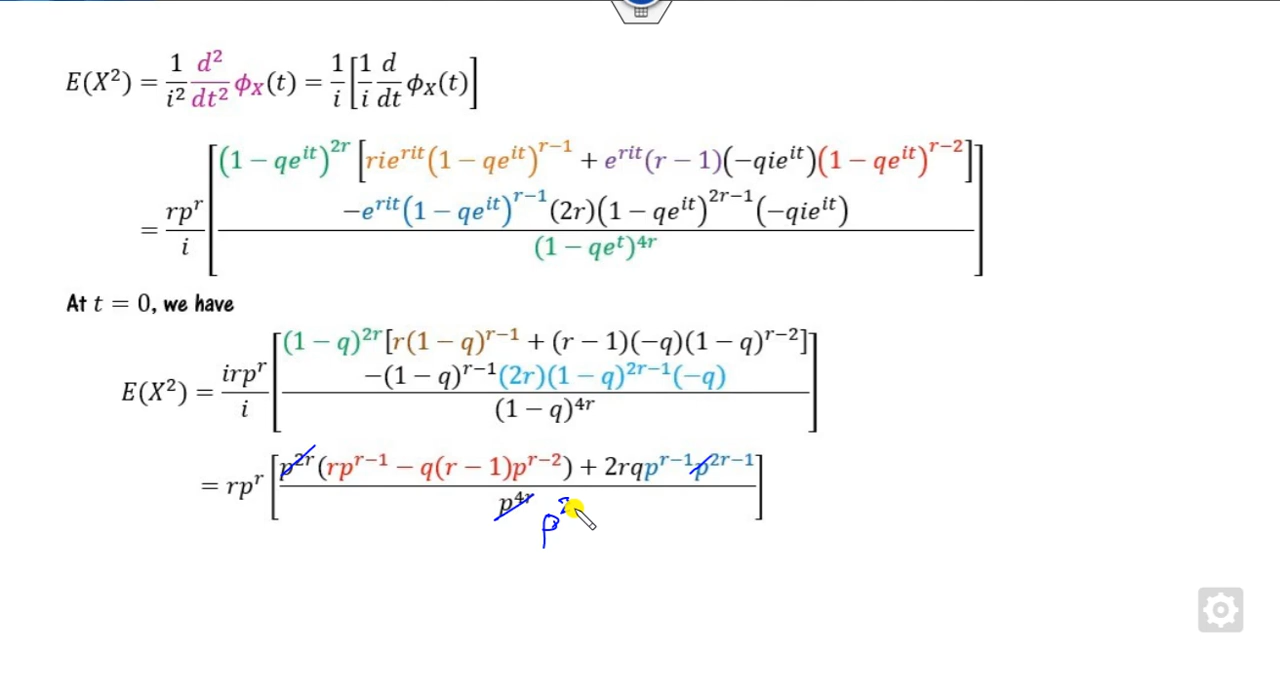 E(X²) = 1/i² d²/dt² ϕ_X(t) = 1/i [1/i d/dt ϕ_X(t)]
= rp^r/i [((1 − qe^{it})^{2r} [rie^{rit}(1 − qe^{it})^{r−1} + e^{rit}(r − 1)(−qie^{it})(1 − qe^{it})^{r−2}]
−e^{rit}(1 − qe^{it})^{r−1}(2r)(1 − qe^{it})^{2r−1}(−qie^{it}))
/ (1 − qe^t)^{4r}]
At t = 0, we have
E(X²) = irp^r/i [((1 − q)^{2r}[r(1 − q)^{r−1} + (r − 1)(−q)(1 − q)^{r−2}]
−(1 − q)^{r−1}(2r)(1 − q)^{2r−1}(−q))
/ (1 − q)^{4r}]
= rp^r [(p^{2r}(rp^{r−1} − q(r − 1)p^{r−2}) + 2rqp^{r−1}p^{2r−1})
/ p^{4r}]
p